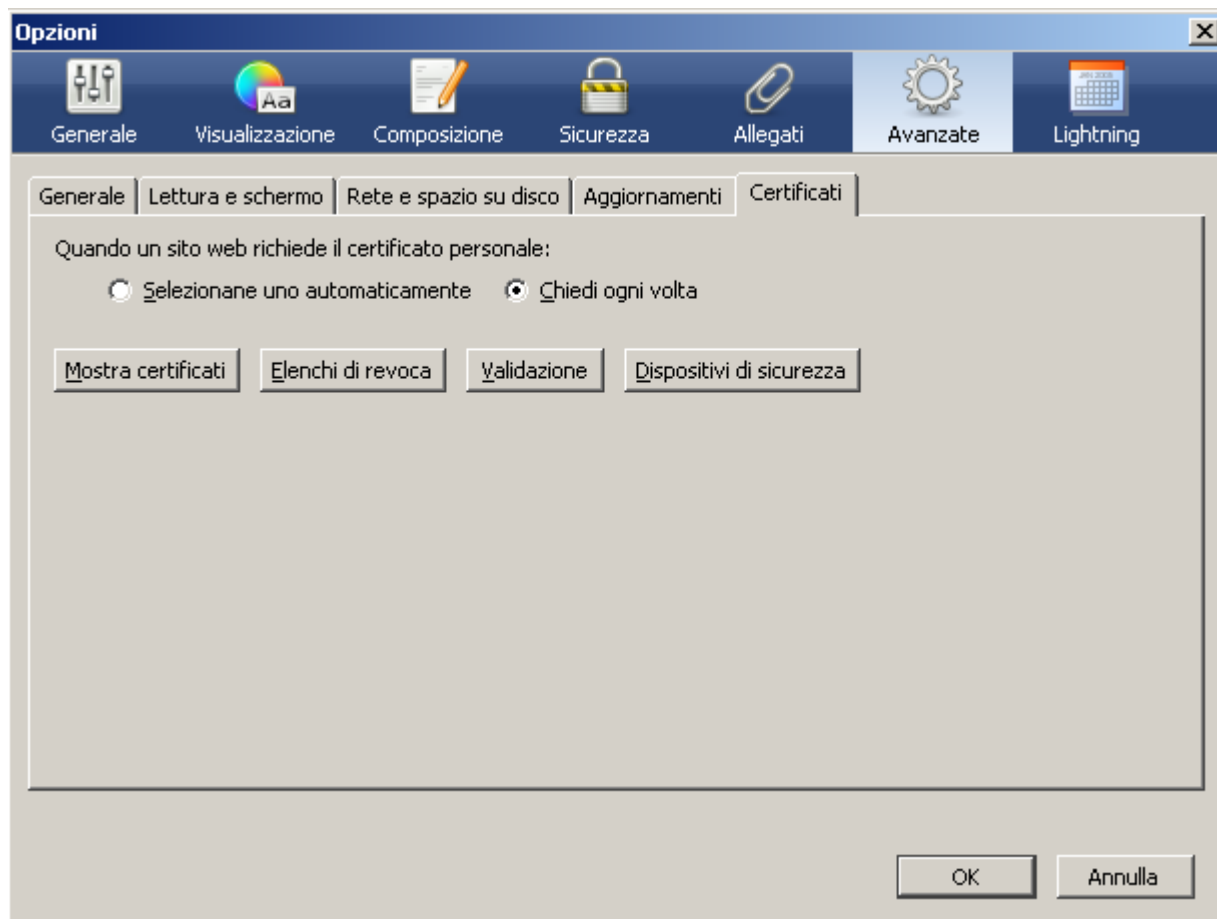 Opzioni
Generale Visualizzazione Composizione Sicurezza Allegati Avanzate Lightning
Generale Lettura e schermo Rete e spazio su disco Aggiornamenti Certificati
Quando un sito web richiede il certificato personale:
Selezionane uno automaticamente Chiedi ogni volta
Mostra certificati Elenchi di revoca Validazione Dispositivi di sicurezza
OK Annulla